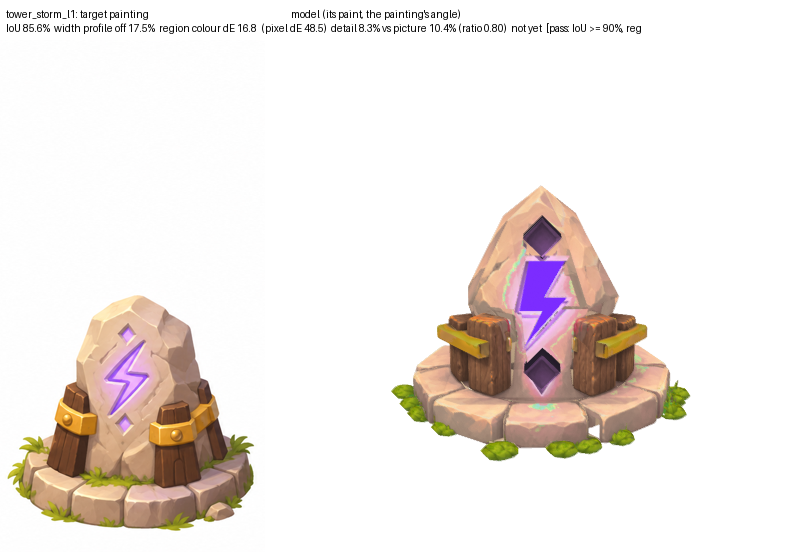 tower_storm_l1: target painting
model (its paint, the painting's angle)
IoU 85.6% width profile off 17.5% region colour dE 16.8 (pixel dE 48.5) detail 8.3% vs picture 10.4% (ratio 0.80) not yet [pass: IoU >= 90%, reg